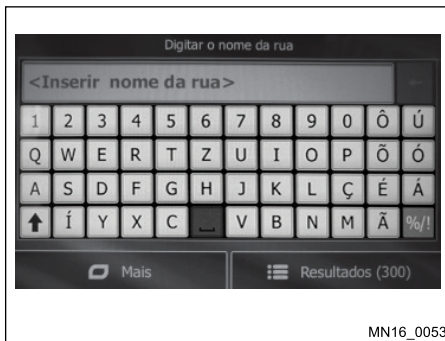 Digitar o nome da rua
<Inserir nome da rua>
1 2 3 4 5 6 7 8 9 0 Ô Ú
Q W E R T Z U I O P Õ Ó
A S D F G H J K L Ç É Á
Í Y X C V B N M Ã %/!
Mais
Resultados (300)
MN16_0053